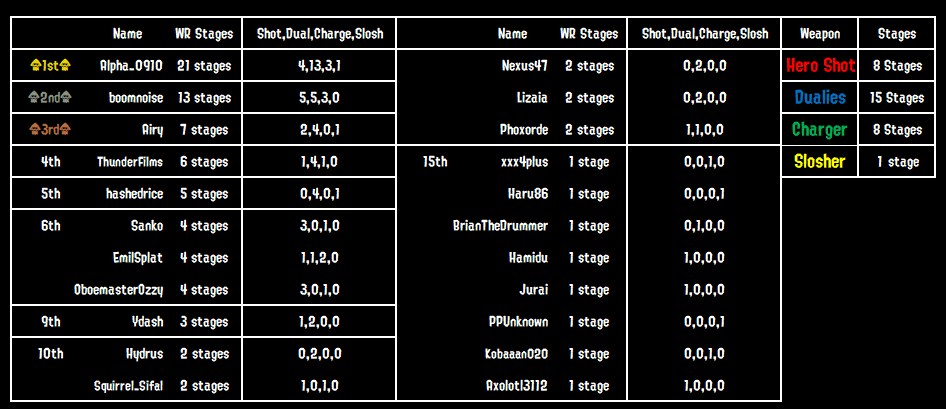 Name WR Stages Shot,Dual,Charge,Slosh Name WR Stages Shot,Dual,Charge,Slosh Weapon Stages
1st Alpha_0910 21 stages 4,13,3,1 Nexus47 2 stages 0,2,0,0 Hero Shot 8 Stages
2nd boomnoise 13 stages 5,5,3,0 Lizaia 2 stages 0,2,0,0 Dualies 15 Stages
3rd Airy 7 stages 2,4,0,1 Phoxorde 2 stages 1,1,0,0 Charger 8 Stages
4th ThunderFilms 6 stages 1,4,1,0 15th xxx4plus 1 stage 0,0,1,0 Slosher 1 stage
5th hashedrice 5 stages 0,4,0,1 Haru86 1 stage 0,0,0,1
6th Sanko 4 stages 3,0,1,0 BrianTheDrummer 1 stage 0,1,0,0
EmilSplat 4 stages 1,1,2,0 Hamidu 1 stage 1,0,0,0
OboemasterOzzy 4 stages 3,0,1,0 Jurai 1 stage 1,0,0,0
9th Ydash 3 stages 1,2,0,0 PPUnknown 1 stage 0,0,0,1
10th Hydrus 2 stages 0,2,0,0 Kobaaan020 1 stage 0,0,1,0
Squirrel_Sifal 2 stages 1,0,1,0 Axolotl3112 1 stage 1,0,0,0